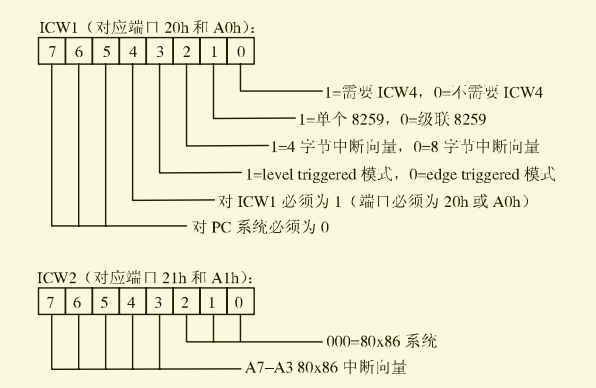 ICW1（对应端口 20h 和 A0h）：
7 6 5 4 3 2 1 0
1=需要 ICW4，0=不需要 ICW4
1=单个 8259，0=级联 8259
1=4 字节中断向量，0=8 字节中断向量
1=level triggered 模式，0=edge triggered 模式
对 ICW1 必须为 1（端口必须为 20h 或 A0h）
对 PC 系统必须为 0
ICW2（对应端口 21h 和 A1h）：
7 6 5 4 3 2 1 0
000=80x86 系统
A7–A3 80x86 中断向量